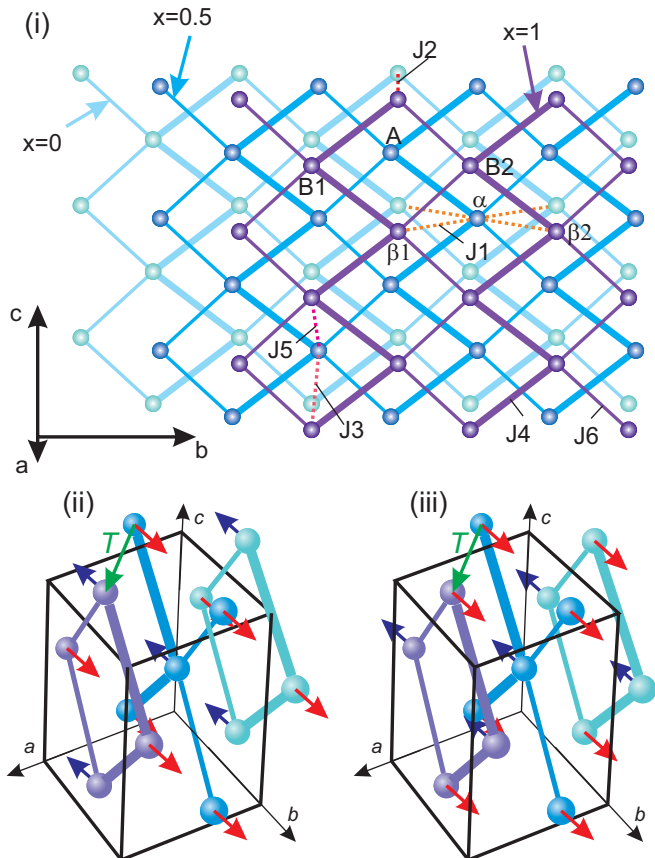 (i)
x=0.5
J2
x=1
x=0
A
B1
B2
α
β1
J1
β2
c
J5
J3
J4
J6
b
a
(ii)
(iii)
c
T
a
b
c
T
a
b